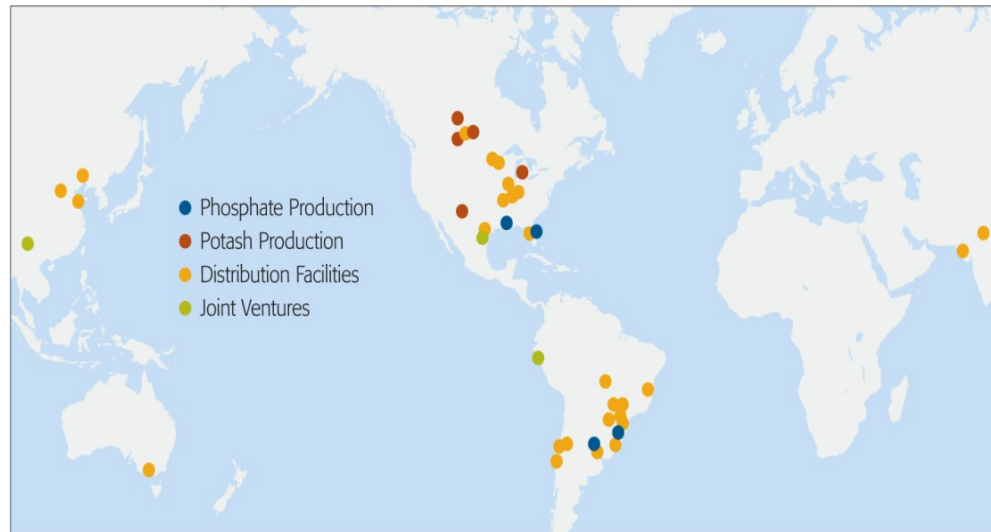 Phosphate Production
Potash Production
Distribution Facilities
Joint Ventures